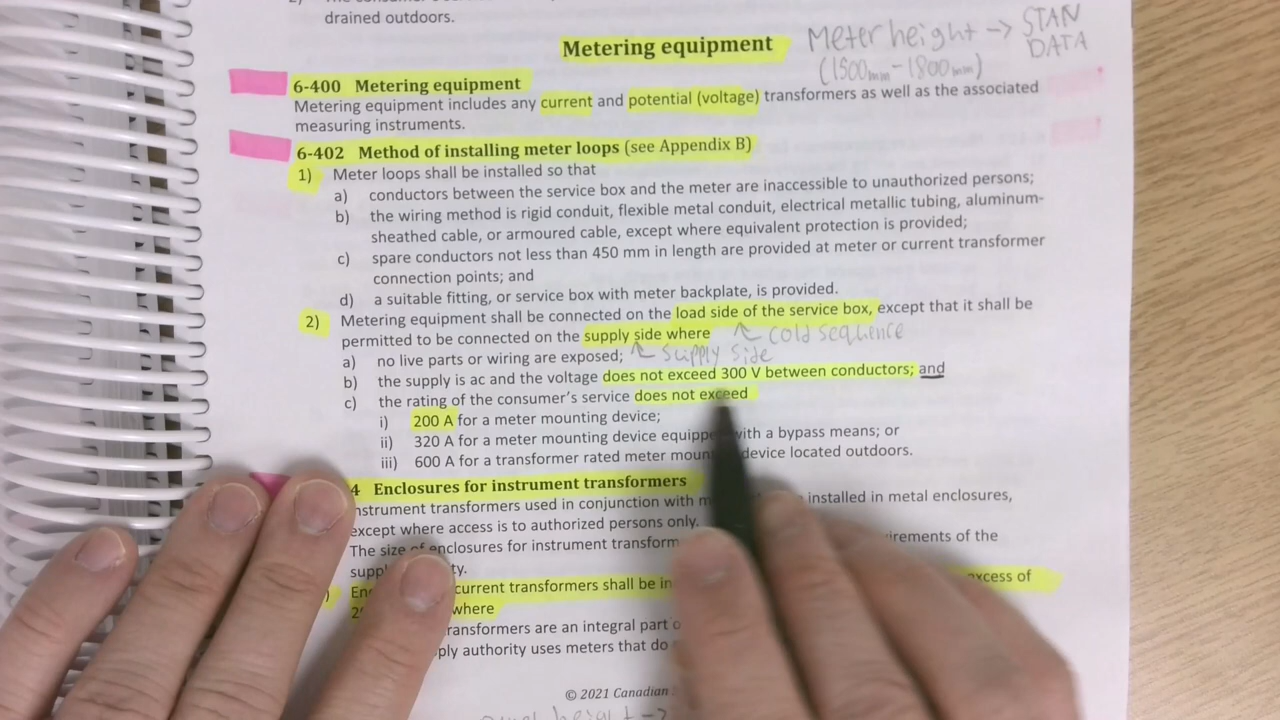 drained outdoors.
Metering equipment
Meter height → STAN DATA
(1500mm - 1800mm)
6-400 Metering equipment
Metering equipment includes any current and potential (voltage) transformers as well as the associated
measuring instruments.
6-402 Method of installing meter loops (see Appendix B)
1) Meter loops shall be installed so that
a) conductors between the service box and the meter are inaccessible to unauthorized persons;
b) the wiring method is rigid conduit, flexible metal conduit, electrical metallic tubing, aluminum-
sheathed cable, or armoured cable, except where equivalent protection is provided;
c) spare conductors not less than 450 mm in length are provided at meter or current transformer
connection points; and
d) a suitable fitting, or service box with meter backplate, is provided.
2) Metering equipment shall be connected on the load side of the service box, except that it shall be
permitted to be connected on the supply side where
cold sequence
a) no live parts or wiring are exposed;
supply side
b) the supply is ac and the voltage does not exceed 300 V between conductors; and
c) the rating of the consumer's service does not exceed
i) 200 A for a meter mounting device;
ii) 320 A for a meter mounting device with a bypass means; or
iii) 600 A for a transformer rated meter device located outdoors.
4 Enclosures for instrument transformers
nstrument transformers used in conjunction with installed in metal enclosures,
except where access is to authorized persons only.
The size of enclosures for instrument of the
current transformers shall be of
where
transformers are an integral part
authority uses meters that do
© 2021 Canadian
height →